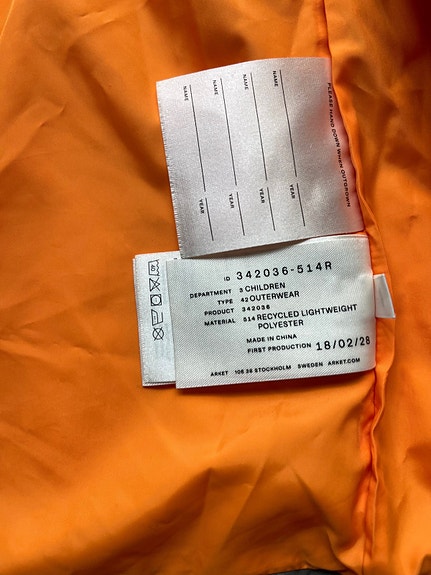 PLEASE HAND DOWN WHEN OUTGROWN
NAME
NAME
NAME
NAME
YEAR
YEAR
YEAR
YEAR
40
ID 342036-514R
DEPARTMENT 3 CHILDREN
TYPE 42 OUTERWEAR
PRODUCT 342036
MATERIAL 514 RECYCLED LIGHTWEIGHT
POLYESTER
MADE IN CHINA
FIRST PRODUCTION 18/02/28
ARKET 106 38 STOCKHOLM SWEDEN ARKET.COM